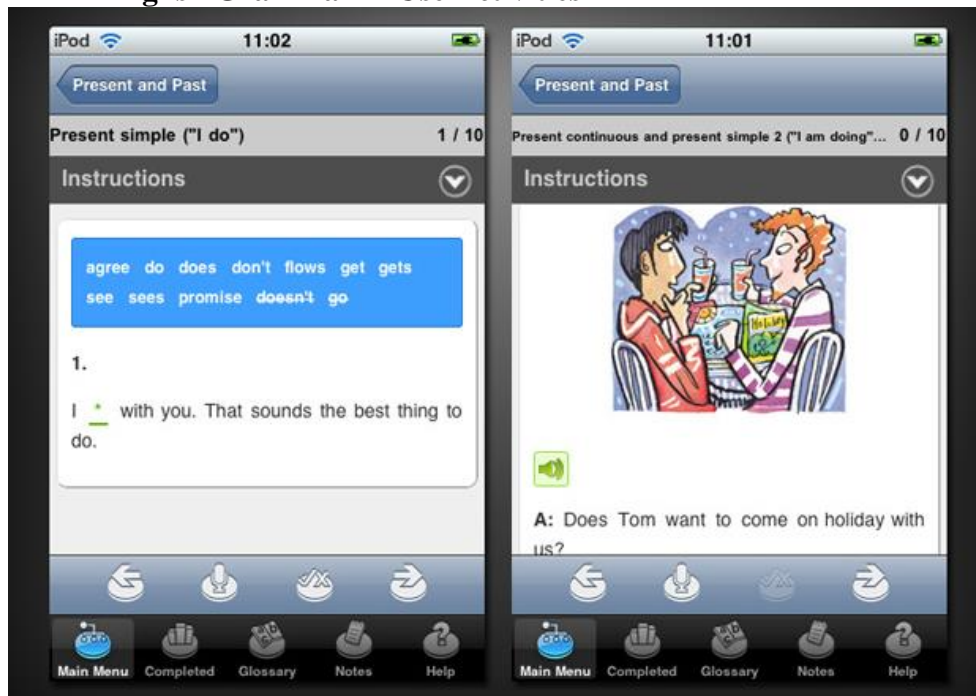 iPod 11:02
Present and Past
Present simple ("I do") 1 / 10
Instructions
agree do does don't flows get gets
see sees promise doesn't go
1.
I * with you. That sounds the best thing to
do.
Main Menu Completed Glossary Notes Help
iPod 11:01
Present and Past
Present continuous and present simple 2 ("I am doing"... 0 / 10
Instructions
Holiday
A: Does Tom want to come on holiday with
us?
Main Menu Completed Glossary Notes Help